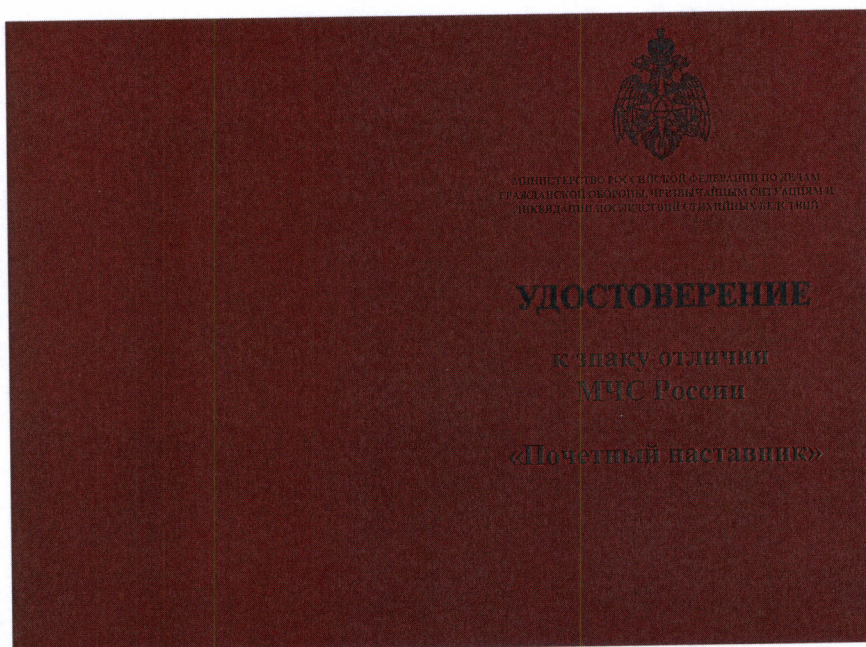 МИНИСТЕРСТВО РОССИЙСКОЙ ФЕДЕРАЦИИ ПО ДЕЛАМ
ГРАЖДАНСКОЙ ОБОРОНЫ, ЧРЕЗВЫЧАЙНЫМ СИТУАЦИЯМ И
ЛИКВИДАЦИИ ПОСЛЕДСТВИЙ СТИХИЙНЫХ БЕДСТВИЙ
УДОСТОВЕРЕНИЕ
к знаку отличия
МЧС России
«Почетный наставник»